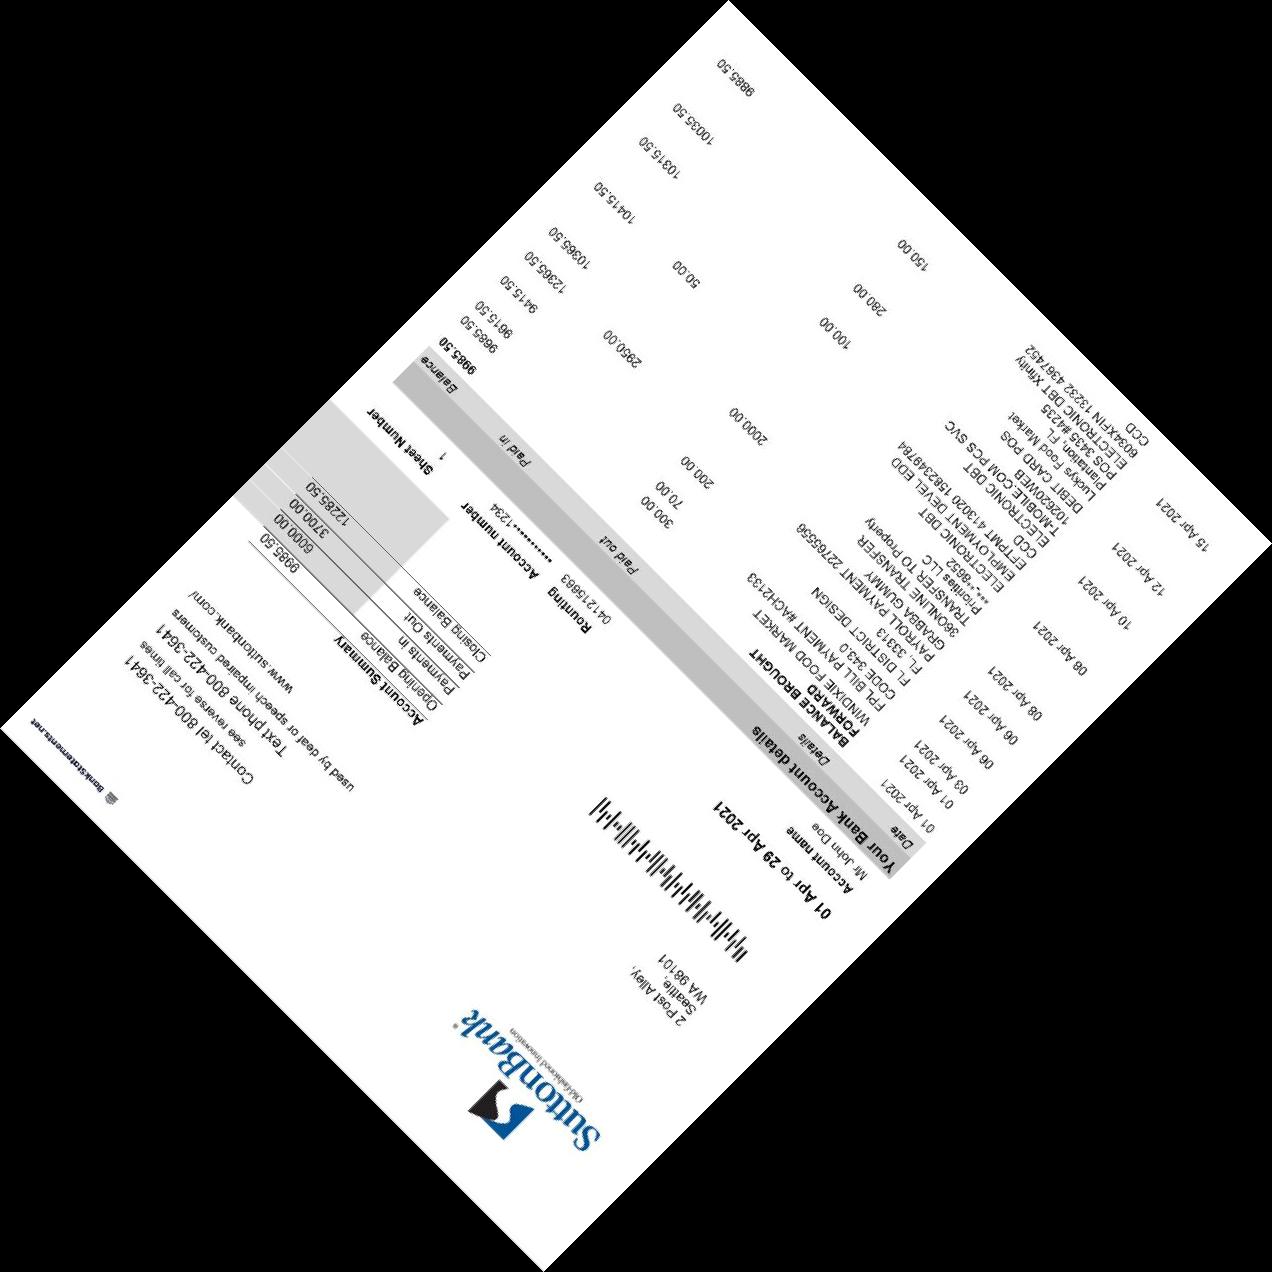 BankStatements.net
SuttonBank
Old-fashioned Innovation
Contact tel 800-422-3641
see reverse for call times
Text phone 800-422-3641
used by deaf or speech impaired customers
www.suttonbank.com/
2 Post Alley,
Seattle,
WA 98101
Account Summary
Opening Balance 9985.50
Payments In 6000.00
Payments Out 3700.00
Closing Balance 12285.50
01 Apr to 29 Apr 2021
Account name Routing Account number Sheet Number
Mr John Doe 041215663 ************1234 1
Your Bank Account details
Date Details Paid out Paid in Balance
01 Apr 2021 BALANCE BROUGHT 9985.50
FORWARD
01 Apr 2021 WINDIXIE FOOD MARKET 300.00 9685.50
03 Apr 2021 FPL BILL PAYMENT #ACH2133 70.00 9615.50
CODE 343.0
06 Apr 2021 FL, DISTRICT DESIGN 200.00 9415.50
FL, 33313
06 Apr 2021 PAYROLL PAYMENT 22765556 2950.00 12365.50
GRABBA GUMMY
08 Apr 2021 360NLINE TRANSFER 2000.00 10365.50
TRANSFER TO Property
Priorities LLC
***-**8652
08 Apr 2021 ELECTRONIC DBT 50.00 10415.50
EMPLOYMENT DEVEL EDD
EFTPMT 413020 1582349784
CCD
10 Apr 2021 ELECTRONIC DBT 100.00 10315.50
T-MOBILE COM PCS SVC
102620WEB
12 Apr 2021 DEBIT CARD POS 280.00 10035.50
Luckys Food Market
Plantation, FL
POS 3435 #4235
15 Apr 2021 ELECTRONIC DBT Xfinity 150.00 9885.50
6034XFIN 13232 4367452
CCD